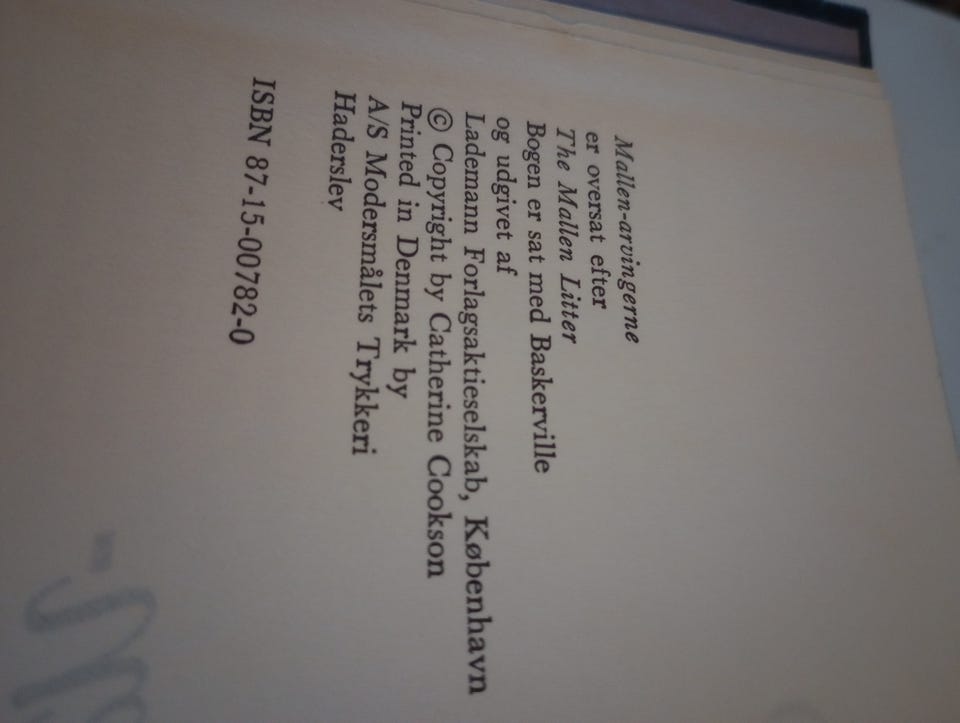 Mallen-arvingerne
er oversat efter
The Mallen Litter
Bogen er sat med Baskerville
og udgivet af
Lademann Forlagsaktieselskab, København
© Copyright by Catherine Cookson
Printed in Denmark by
A/S Modersmålets Trykkeri
Haderslev
ISBN 87-15-00782-0